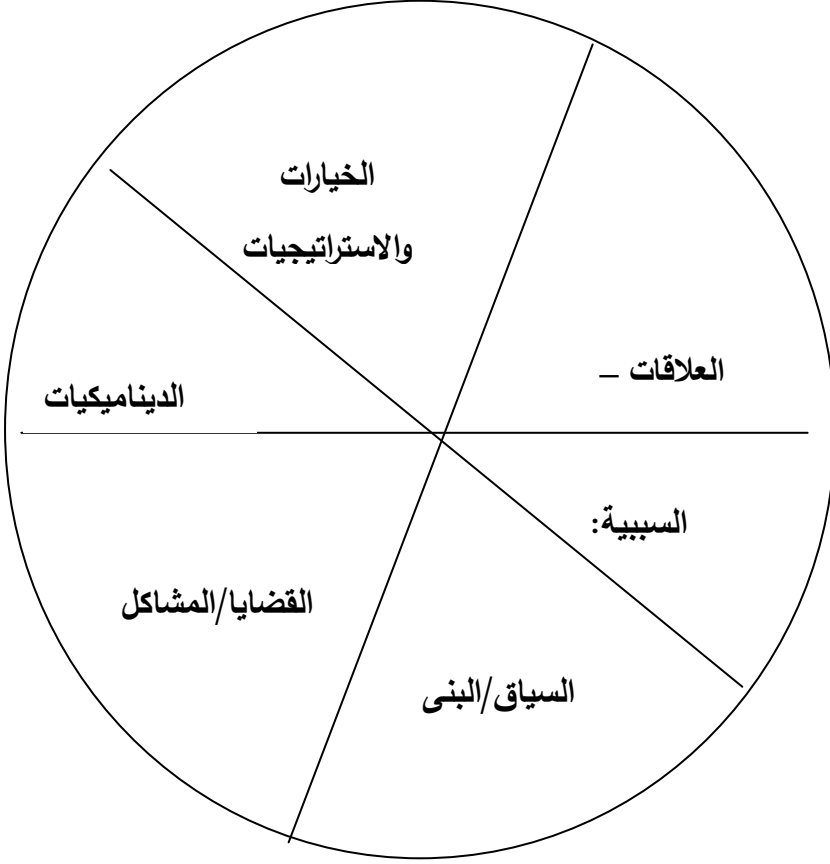 الخيارات
والاستراتيجيات
العلاقات –
الديناميكيات
السببية:
القضايا/المشاكل
السياق/البنى